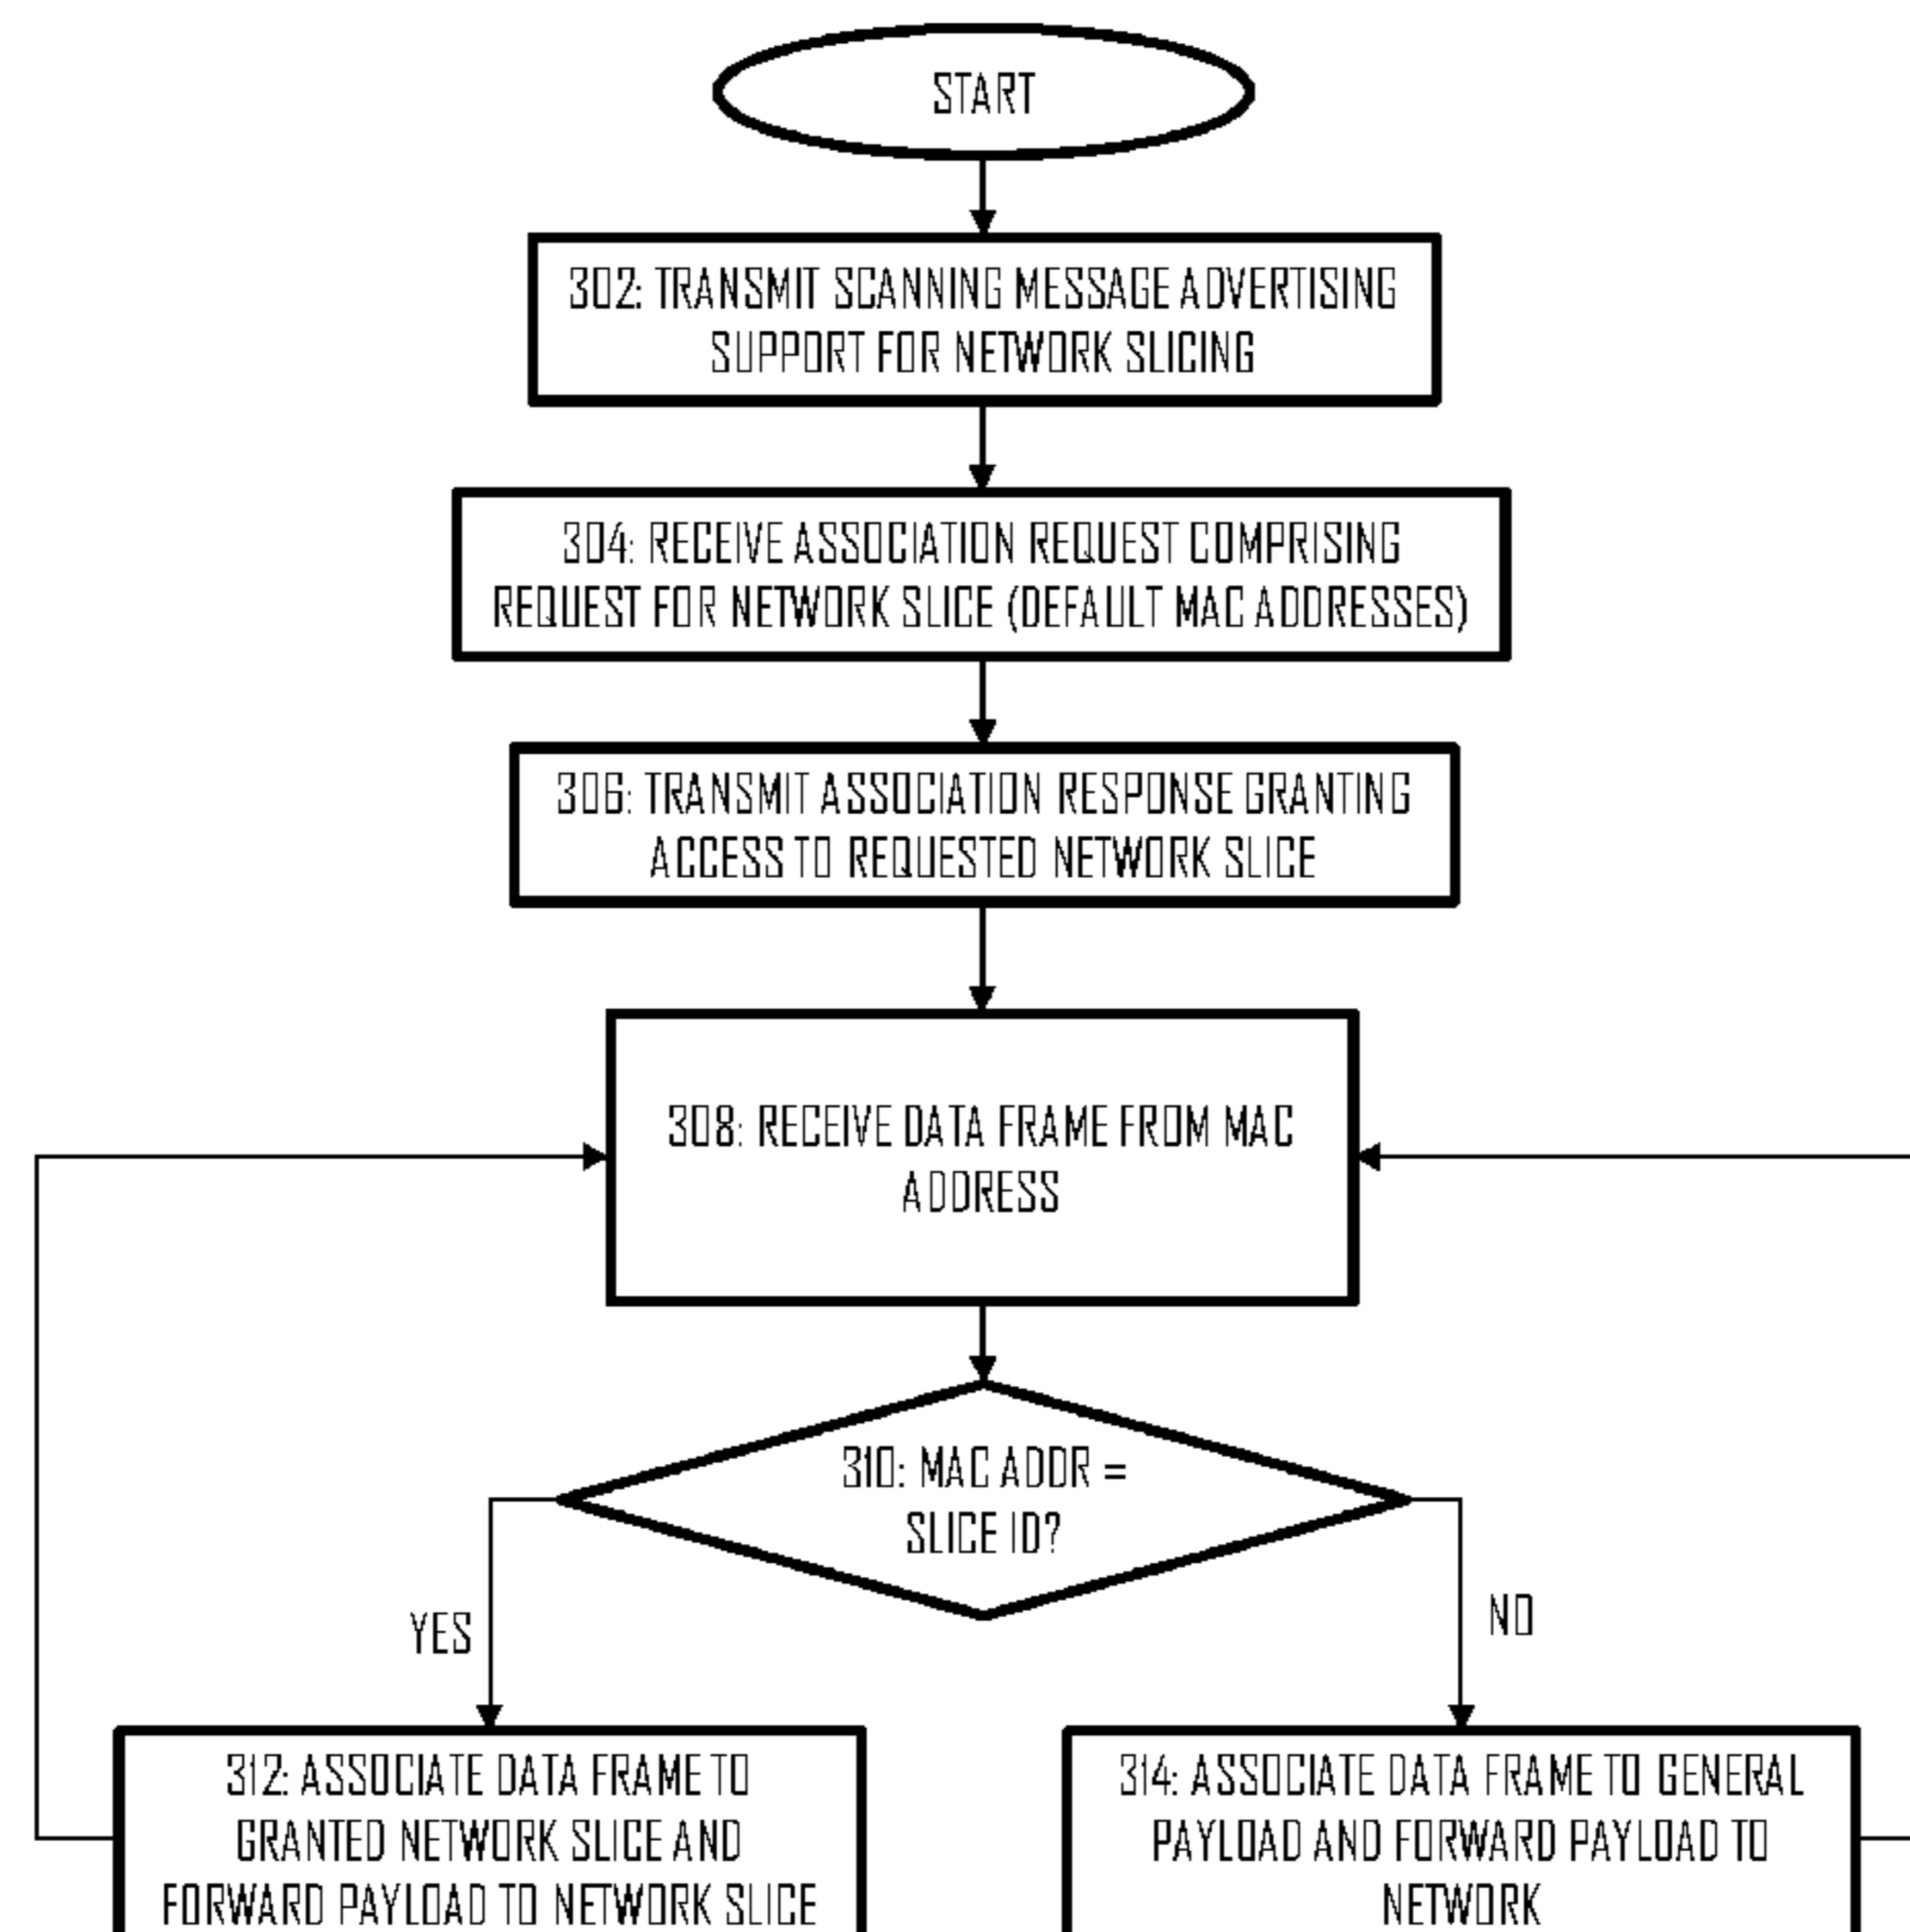 START
302: TRANSMIT SCANNING MESSAGE ADVERTISING
SUPPORT FOR NETWORK SLICING
304: RECEIVE ASSOCIATION REQUEST COMPRISING
REQUEST FOR NETWORK SLICE (DEFAULT MAC ADDRESSES)
306: TRANSMIT ASSOCIATION RESPONSE GRANTING
ACCESS TO REQUESTED NETWORK SLICE
308: RECEIVE DATA FRAME FROM MAC
ADDRESS
310: MAC ADDR =
SLICE ID?
YES
NO
312: ASSOCIATE DATA FRAME TO
GRANTED NETWORK SLICE AND
FORWARD PAYLOAD TO NETWORK SLICE
314: ASSOCIATE DATA FRAME TO GENERAL
PAYLOAD AND FORWARD PAYLOAD TO
NETWORK